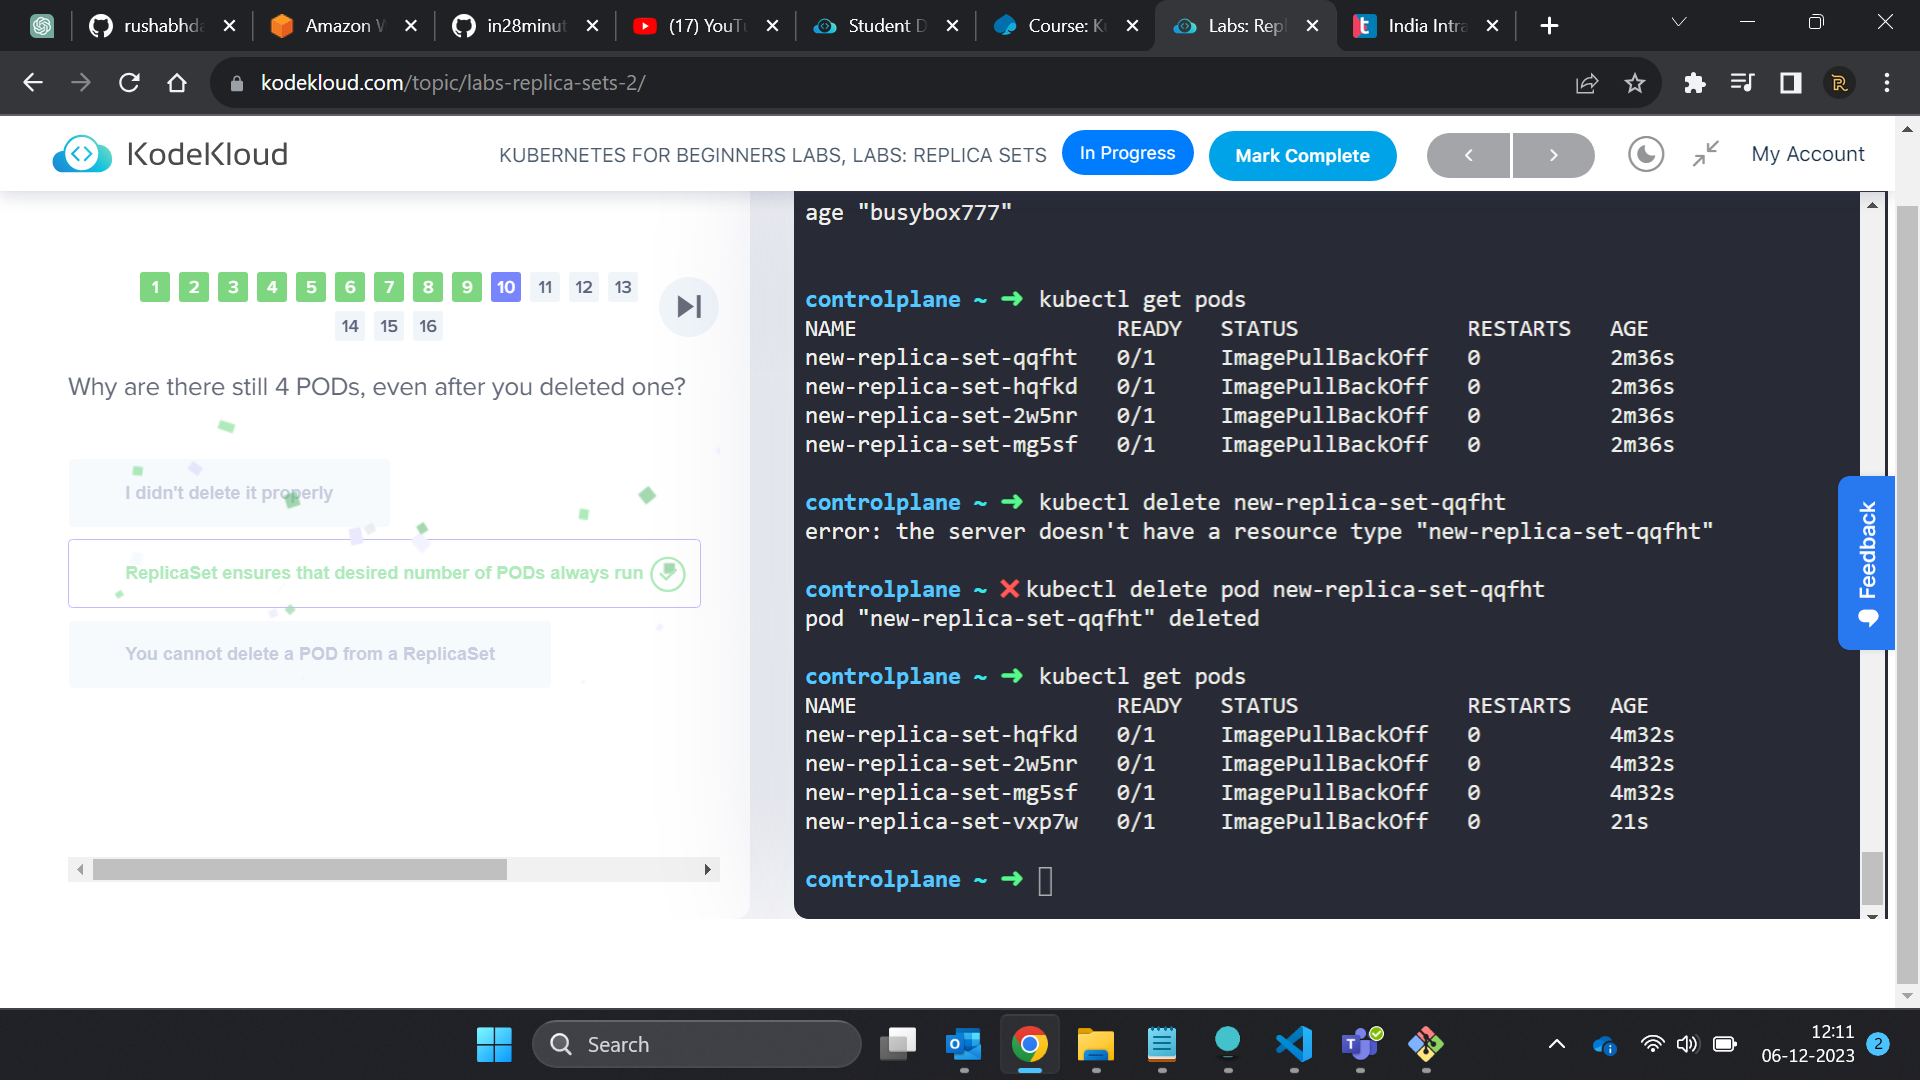 rushabhda
Amazon W
in28minut
(17) YouTu
Student D
Course: Ku
Labs: Repl
India Intra
kodekloud.com/topic/labs-replica-sets-2/
KodeKloud
KUBERNETES FOR BEGINNERS LABS, LABS: REPLICA SETS
In Progress
Mark Complete
My Account
1 2 3 4 5 6 7 8 9 10 11 12 13
14 15 16
Why are there still 4 PODs, even after you deleted one?
I didn't delete it properly
ReplicaSet ensures that desired number of PODs always run
You cannot delete a POD from a ReplicaSet
age "busybox777"
controlplane ~ ➜ kubectl get pods
NAME READY STATUS RESTARTS AGE
new-replica-set-qqfht 0/1 ImagePullBackOff 0 2m36s
new-replica-set-hqfkd 0/1 ImagePullBackOff 0 2m36s
new-replica-set-2w5nr 0/1 ImagePullBackOff 0 2m36s
new-replica-set-mg5sf 0/1 ImagePullBackOff 0 2m36s
controlplane ~ ➜ kubectl delete new-replica-set-qqfht
error: the server doesn't have a resource type "new-replica-set-qqfht"
controlplane ~ ✖ kubectl delete pod new-replica-set-qqfht
pod "new-replica-set-qqfht" deleted
controlplane ~ ➜ kubectl get pods
NAME READY STATUS RESTARTS AGE
new-replica-set-hqfkd 0/1 ImagePullBackOff 0 4m32s
new-replica-set-2w5nr 0/1 ImagePullBackOff 0 4m32s
new-replica-set-mg5sf 0/1 ImagePullBackOff 0 4m32s
new-replica-set-vxp7w 0/1 ImagePullBackOff 0 21s
controlplane ~ ➜
Feedback
Search
12:11
06-12-2023
2